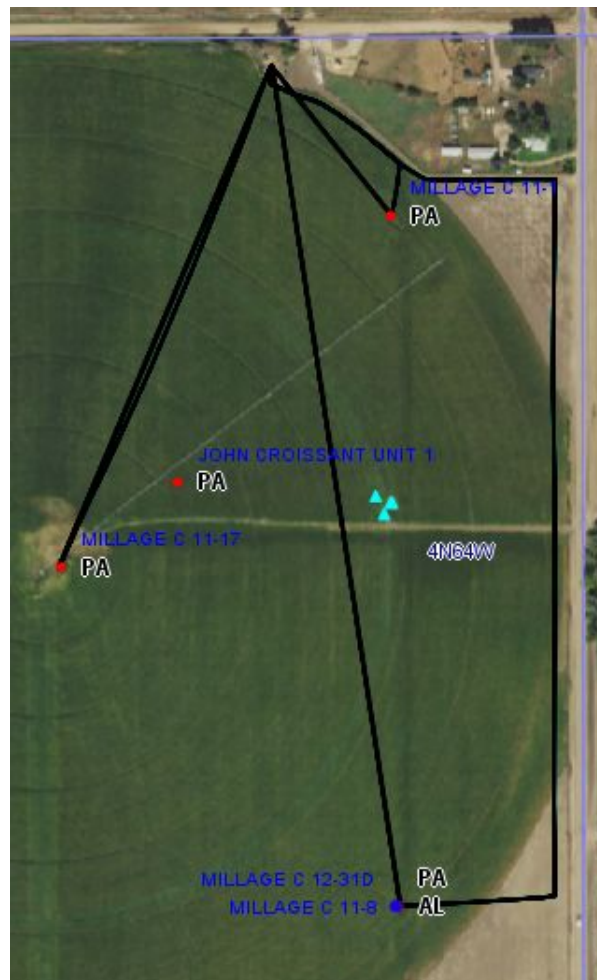 MILLAGE C 11-1
PA
JOHN CROISSANT UNIT 1
PA
MILLAGE C 11-17
PA
4N64W
MILLAGE C 12-31D PA
MILLAGE C 11-8 AL